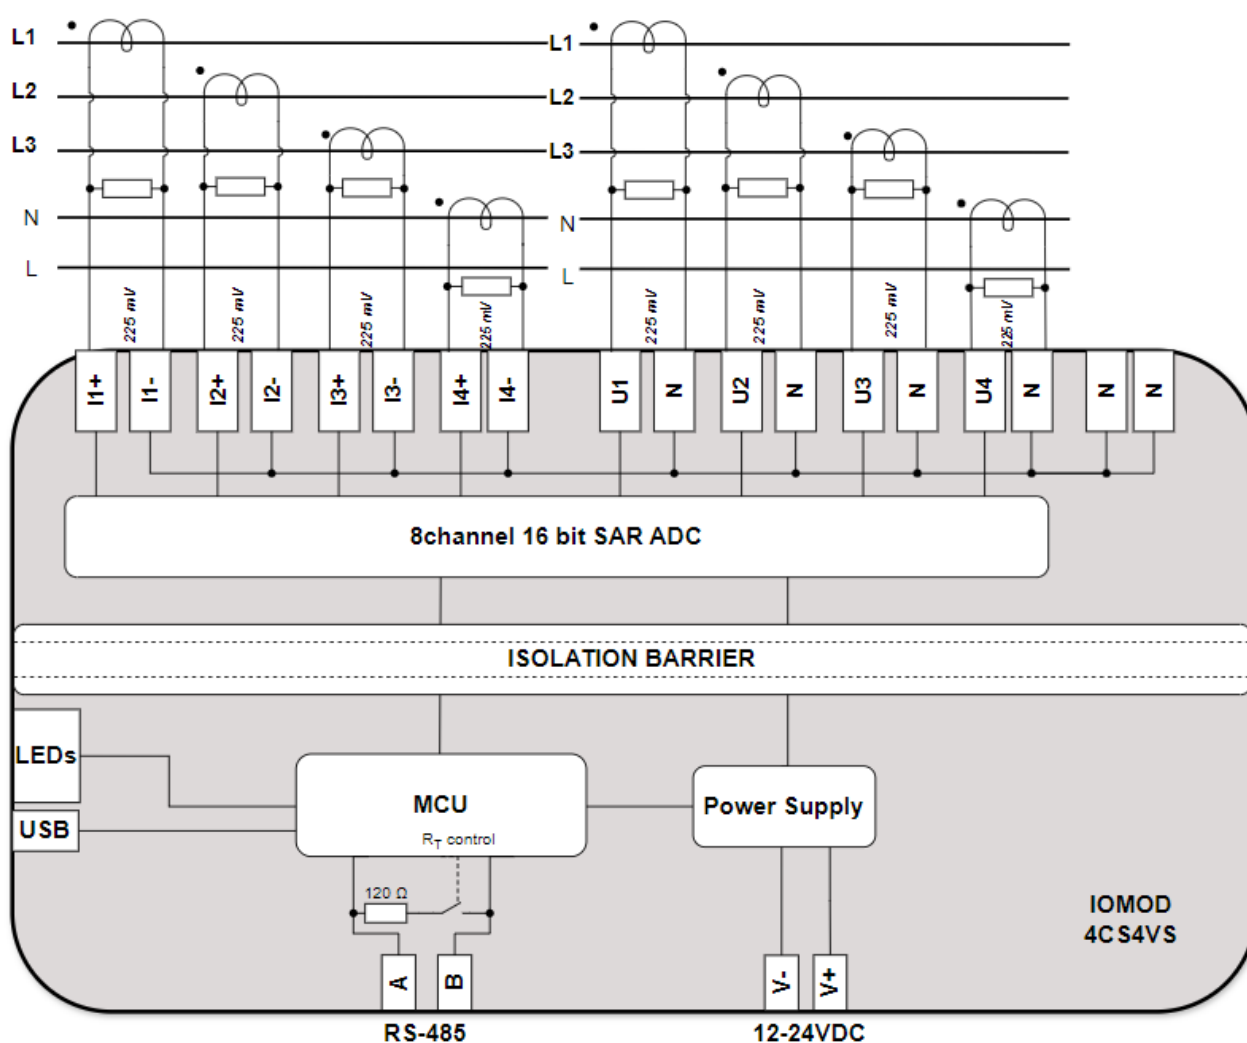 L1
L1
L2
L2
L3
L3
N
N
L
L
225 mV
225 mV
225 mV
225 mV
225 mV
225 mV
225 mV
225 mV
I1+
I1-
I2+
I2-
I3+
I3-
I4+
I4-
U1
N
U2
N
U3
N
U4
N
N
N
8channel 16 bit SAR ADC
ISOLATION BARRIER
LEDs
MCU
Power Supply
USB
RT control
120 Ω
IOMOD
4CS4VS
A
B
V-
V+
RS-485
12-24VDC